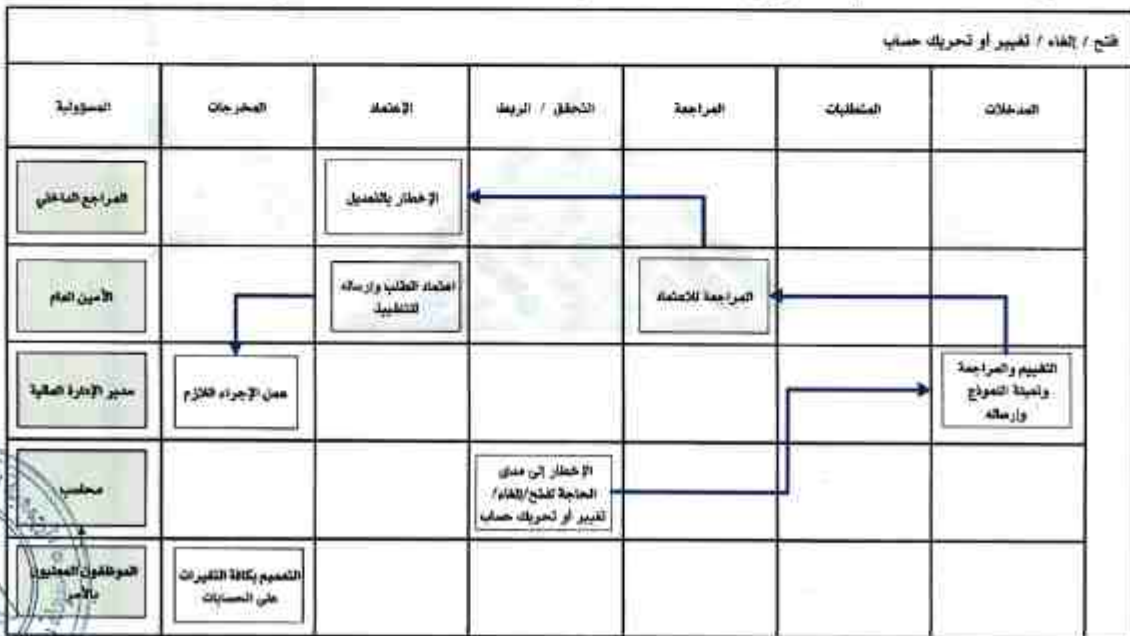 فتح / إلغاء / تغيير أو تحريك حساب
المدخلات
المتطلبات
المراجعة
التحقق / الربط
الإعتماد
المخرجات
المسؤولية
الإخطار بالتعديل
المراجع الداخلي
المراجعة للاعتماد
اعتماد الطلب وإرساله
للتنفيذ
الأمين العام
التقييم والمراجعة
وتعبئة النموذج
وإرساله
عمل الإجراء اللازم
مدير الإدارة المالية
الإخطار إلى مدى
الحاجة لفتح/إلغاء/
تغيير أو تحريك حساب
محاسب
التعميم بكافة التغيرات
على الحسابات
الموظفون المعنيون
بالأمر